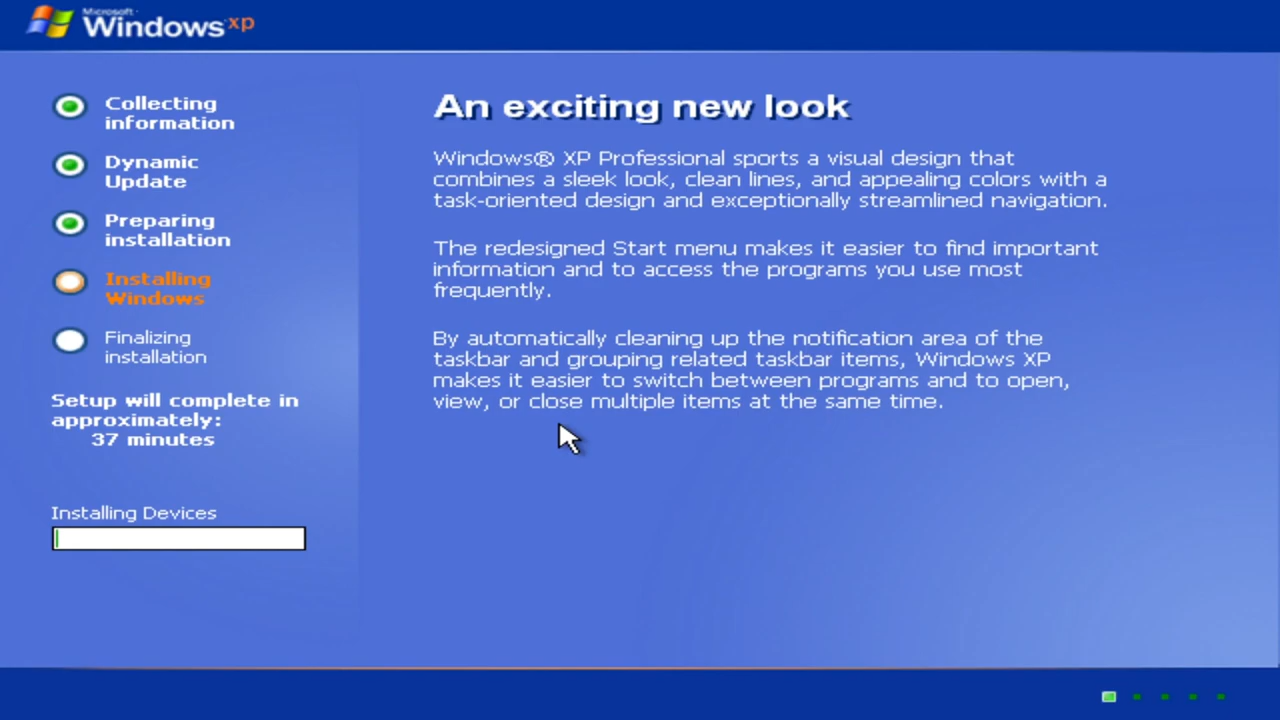 Microsoft
Windows xp
Collecting
information
Dynamic
Update
Preparing
installation
Installing
Windows
Finalizing
installation
Setup will complete in
approximately:
37 minutes
Installing Devices
An exciting new look
Windows® XP Professional sports a visual design that
combines a sleek look, clean lines, and appealing colors with a
task-oriented design and exceptionally streamlined navigation.
The redesigned Start menu makes it easier to find important
information and to access the programs you use most
frequently.
By automatically cleaning up the notification area of the
taskbar and grouping related taskbar items, Windows XP
makes it easier to switch between programs and to open,
view, or close multiple items at the same time.